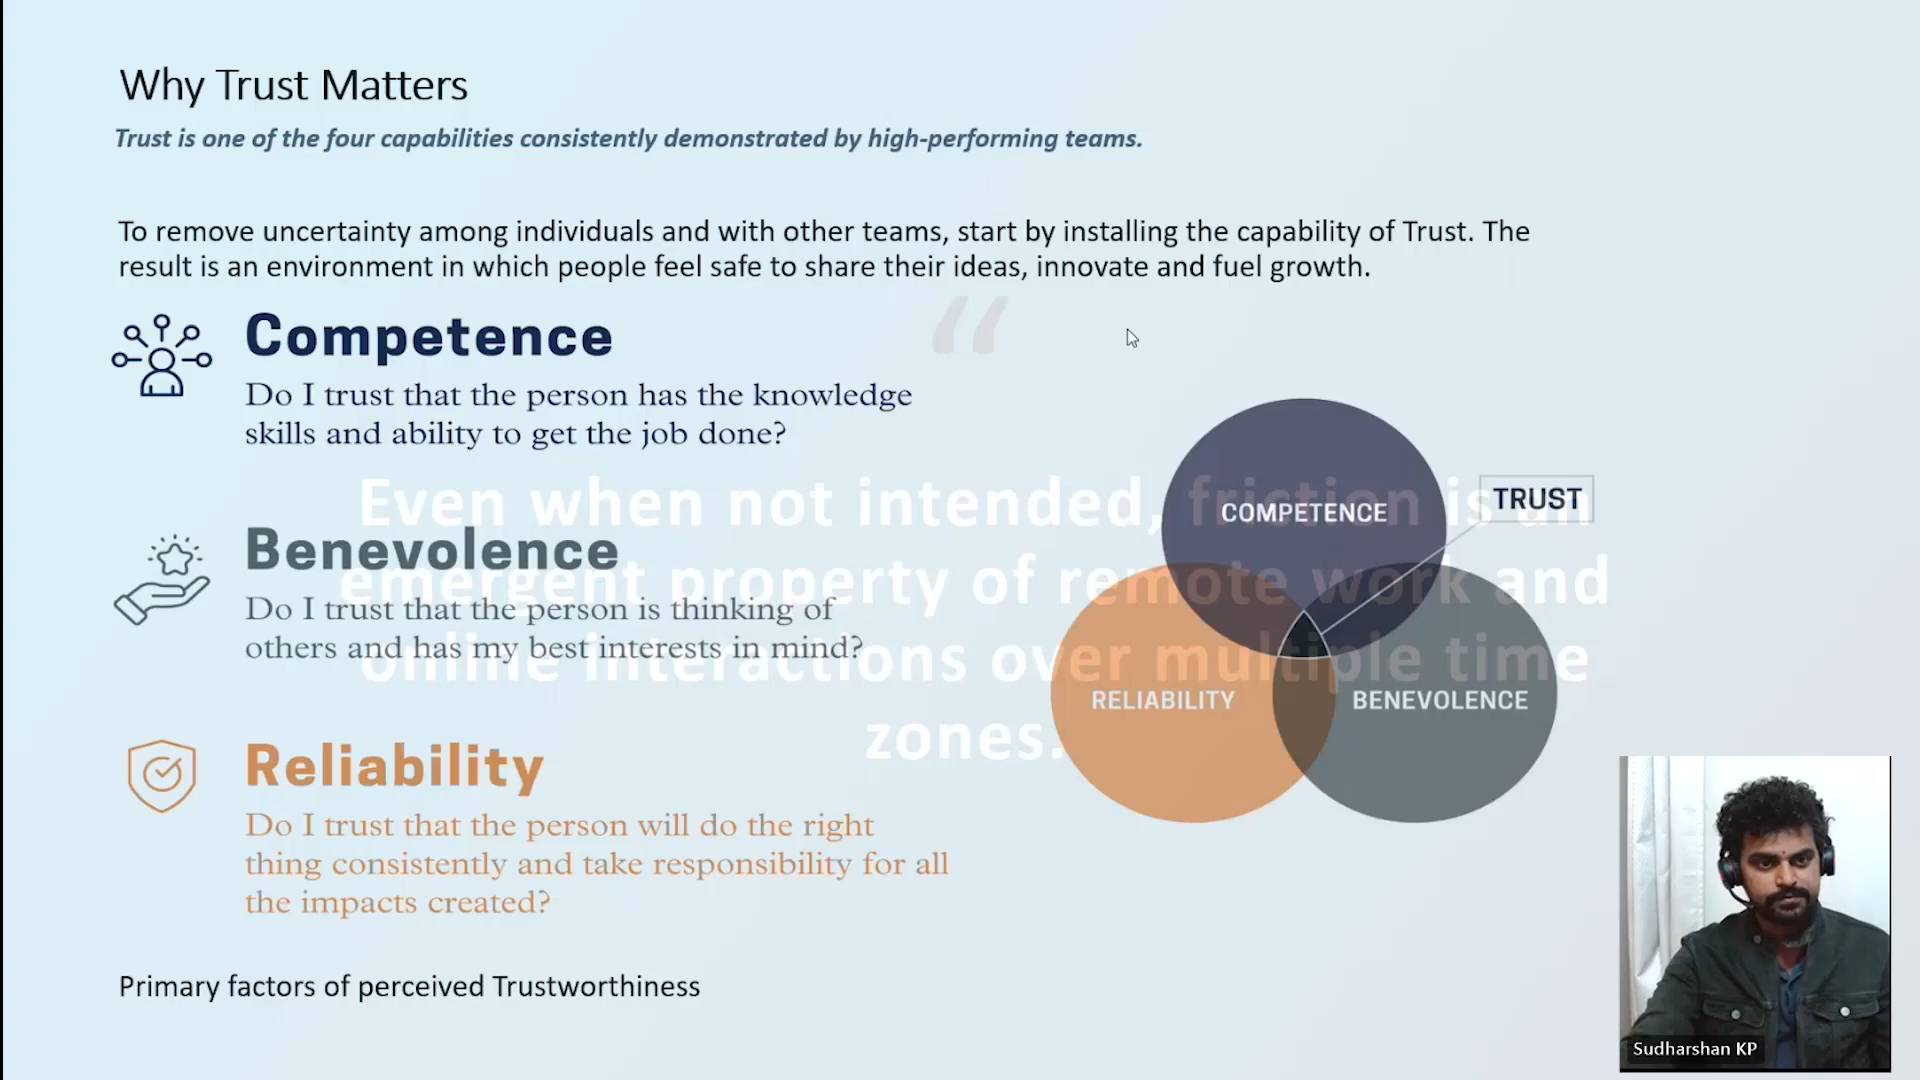 Why Trust Matters
Trust is one of the four capabilities consistently demonstrated by high-performing teams.
To remove uncertainty among individuals and with other teams, start by installing the capability of Trust. The
result is an environment in which people feel safe to share their ideas, innovate and fuel growth.
“
Competence
Do I trust that the person has the knowledge
skills and ability to get the job done?
Benevolence
Do I trust that the person is thinking of
others and has my best interests in mind?
Reliability
Do I trust that the person will do the right
thing consistently and take responsibility for all
the impacts created?
Primary factors of perceived Trustworthiness
Even when not intended, friction is an
emergent property of remote work and
online interactions over multiple time
zones.
COMPETENCE
TRUST
RELIABILITY
BENEVOLENCE
Sudharshan KP